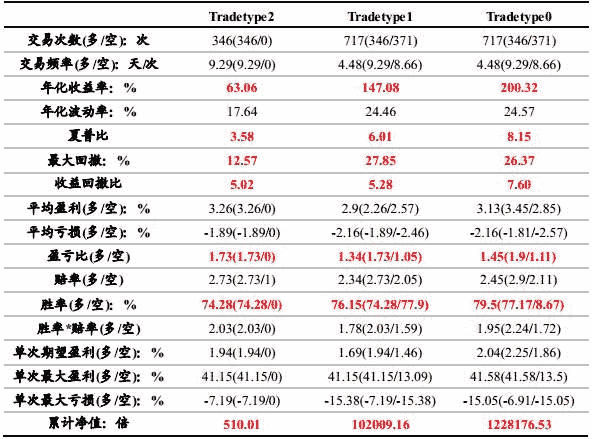 Tradetype2 Tradetype1 Tradetype0
交易次数(多/空): 次 346(346/0) 717(346/371) 717(346/371)
交易频率(多/空): 天/次 9.29(9.29/0) 4.48(9.29/8.66) 4.48(9.29/8.66)
年化收益率: % 63.06 147.08 200.32
年化波动率: % 17.64 24.46 24.57
夏普比 3.58 6.01 8.15
最大回撤: % 12.57 27.85 26.37
收益回撤比 5.02 5.28 7.60
平均盈利(多/空): % 3.26(3.26/0) 2.9(2.26/2.57) 3.13(3.45/2.85)
平均亏损(多/空): % -1.89(-1.89/0) -2.16(-1.89/-2.46) -2.16(-1.81/-2.57)
盈亏比(多/空) 1.73(1.73/0) 1.34(1.73/1.05) 1.45(1.9/1.11)
赔率(多/空) 2.73(2.73/1) 2.34(2.73/2.05) 2.45(2.9/2.11)
胜率(多/空): % 74.28(74.28/0) 76.15(74.28/77.9) 79.5(77.17/8.67)
胜率*赔率(多/空) 2.03(2.03/0) 1.78(2.03/1.59) 1.95(2.24/1.72)
单次期望盈利(多/空): % 1.94(1.94/0) 1.69(1.94/1.46) 2.04(2.25/1.86)
单次最大盈利(多/空): % 41.15(41.15/0) 41.15(41.15/13.09) 41.58(41.58/13.5)
单次最大亏损(多/空): % -7.19(-7.19/0) -15.38(-7.19/-15.38) -15.05(-6.91/-15.05)
累计净值: 倍 510.01 102009.16 1228176.53